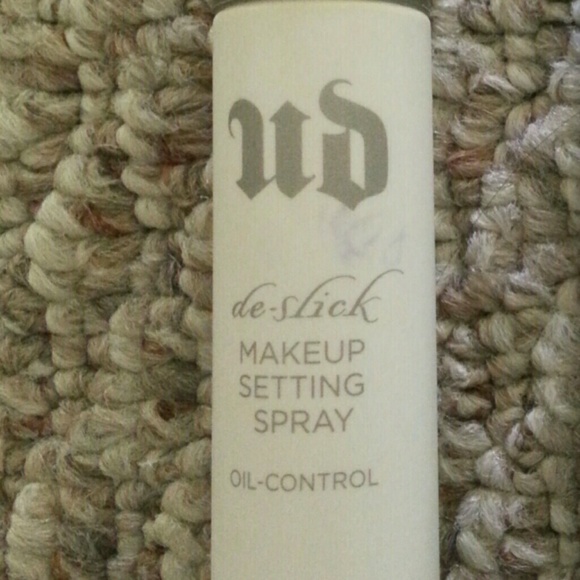 ud
de-slick
MAKEUP
SETTING
SPRAY
OIL-CONTROL